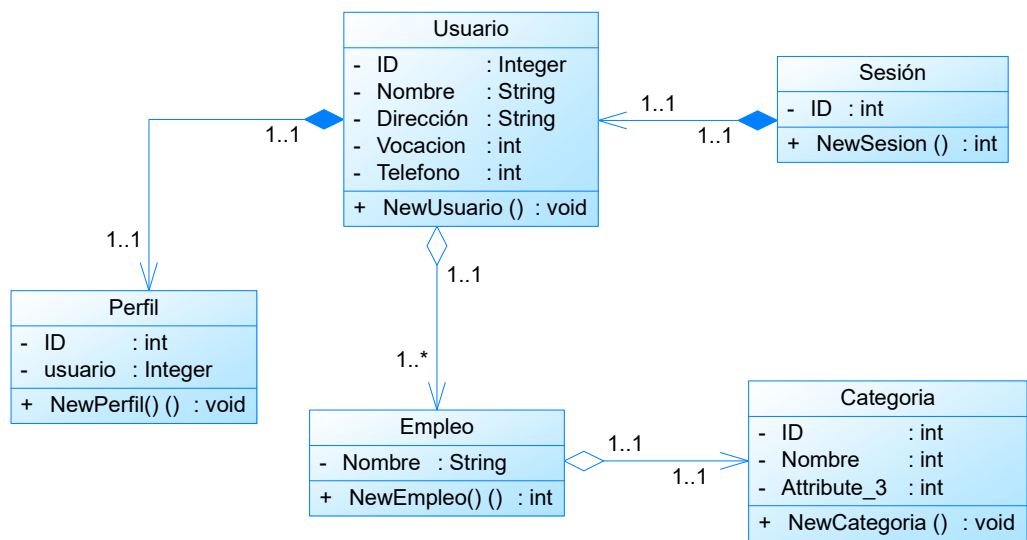 Usuario
- ID : Integer
- Nombre : String
- Dirección : String
- Vocacion : int
- Telefono : int
+ NewUsuario () : void
Sesión
- ID : int
+ NewSesion () : int
1..1
1..1
1..1
1..1
Perfil
- ID : int
- usuario : Integer
+ NewPerfil() () : void
1..1
1..*
Empleo
- Nombre : String
+ NewEmpleo() () : int
1..1
1..1
Categoria
- ID : int
- Nombre : int
- Attribute_3 : int
+ NewCategoria () : void